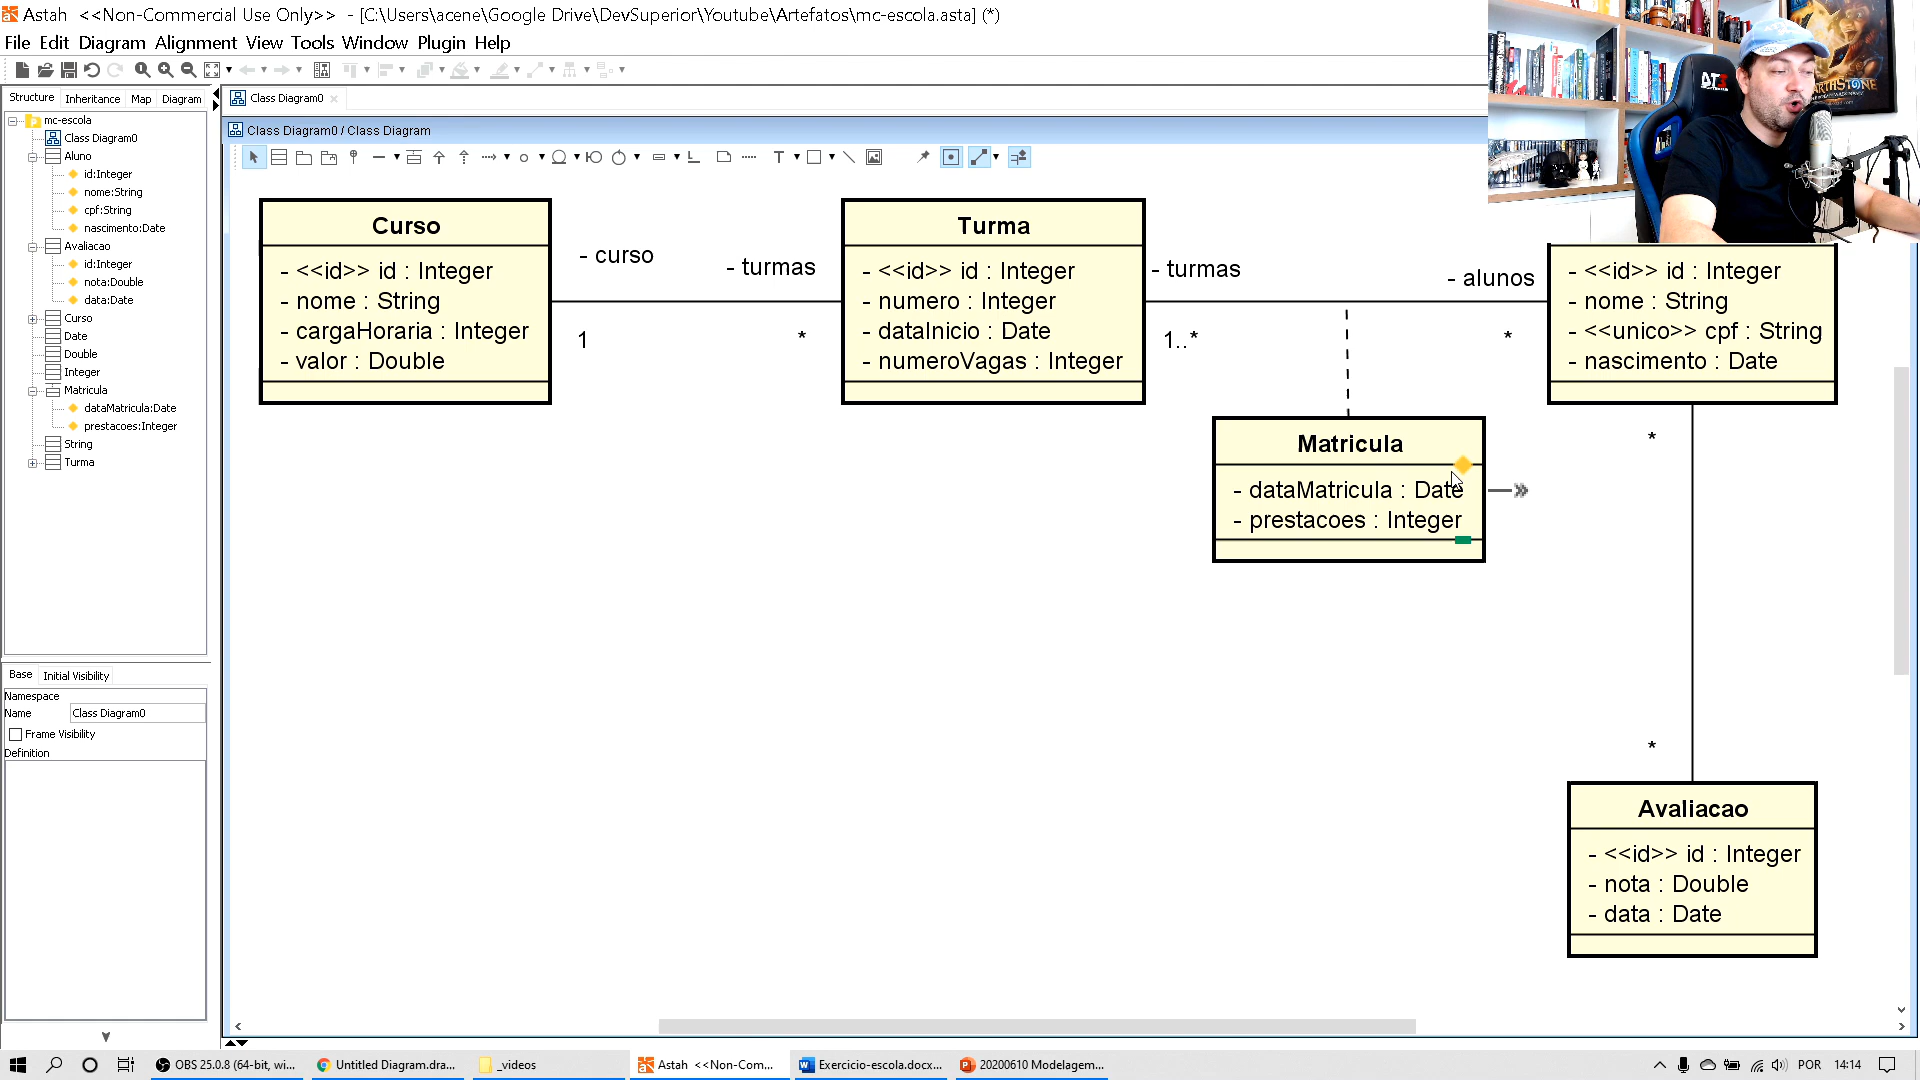 Astah <<Non-Commercial Use Only>> - [C:\Users\acene\Google Drive\DevSuperior\Youtube\Artefatos\mc-escola.asta] (*)
File Edit Diagram Alignment View Tools Window Plugin Help
Structure Inheritance Map Diagram
mc-escola
Class Diagram0
Aluno
id:Integer
nome:String
cpf:String
nascimento:Date
Avaliacao
id:Integer
nota:Double
data:Date
Curso
Date
Double
Integer
Matricula
dataMatricula:Date
prestacoes:Integer
String
Turma
Base Initial Visibility
Namespace
Name Class Diagram0
Frame Visibility
Definition
Class Diagram0
Class Diagram0 / Class Diagram
Curso
- <<id>> id : Integer
- nome : String
- cargaHoraria : Integer
- valor : Double
- curso
- turmas
1
*
Turma
- <<id>> id : Integer
- numero : Integer
- dataInicio : Date
- numeroVagas : Integer
- turmas
- alunos
1..*
*
- <<id>> id : Integer
- nome : String
- <<unico>> cpf : String
- nascimento : Date
Matricula
- dataMatricula : Date
- prestacoes : Integer
*
*
Avaliacao
- <<id>> id : Integer
- nota : Double
- data : Date
OBS 25.0.8 (64-bit, wi...
Untitled Diagram.dra...
_videos
Astah <<Non-Com...
Exercicio-escola.docx...
20200610 Modelagem...
POR 14:14